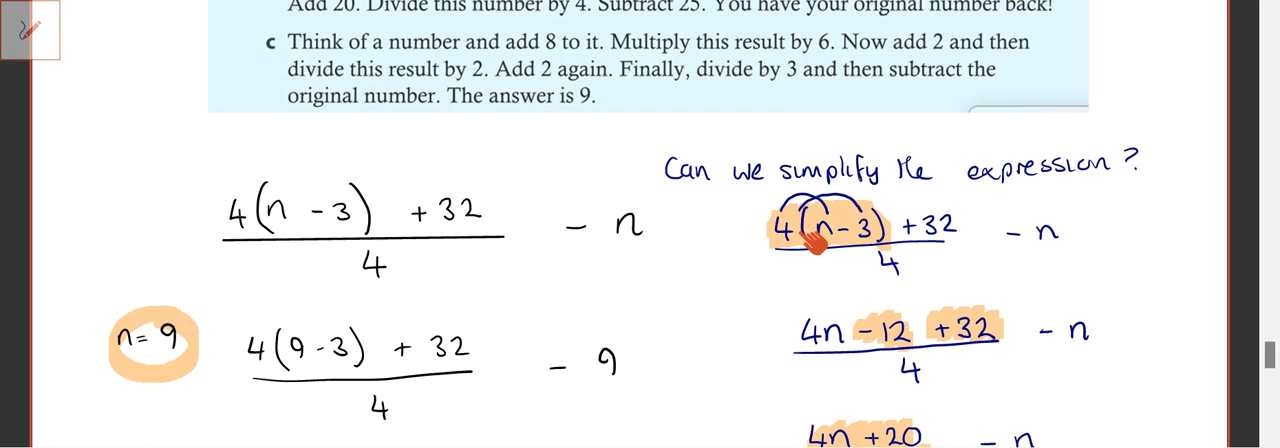 Add 20. Divide this number by 4. Subtract 25. You have your original number back!
c Think of a number and add 8 to it. Multiply this result by 6. Now add 2 and then
divide this result by 2. Add 2 again. Finally, divide by 3 and then subtract the
original number. The answer is 9.
Can we simplify the expression?
4(n - 3) + 32
- n
4
4(n - 3) + 32
- n
4
n = 9
4(9 - 3) + 32
- 9
4
4n - 12 + 32
- n
4
4n + 20
- n